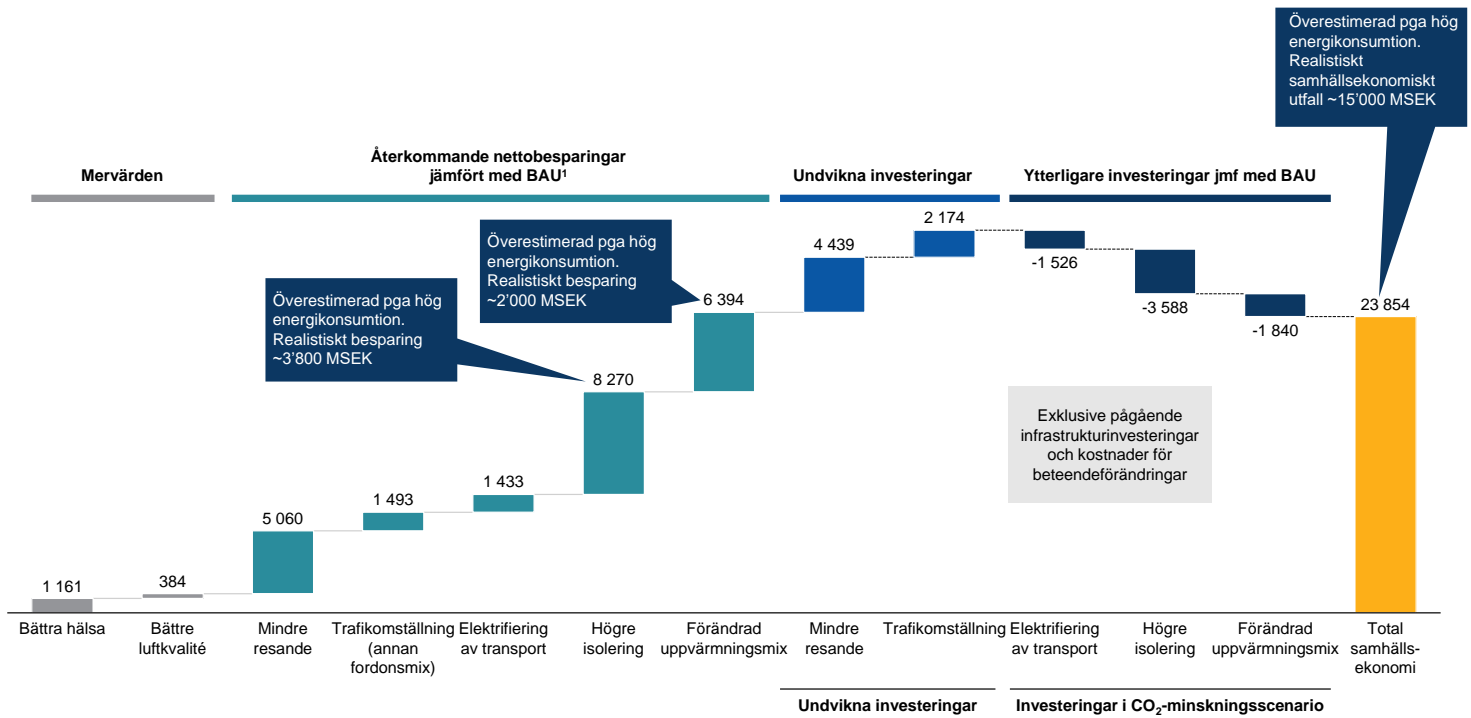 Överestimerad pga hög
energikonsumtion.
Realistiskt
samhällsekonomiskt
utfall ~15'000 MSEK
Mervärden
Återkommande nettobesparingar
jämfört med BAU¹
Undvikna investeringar
Ytterligare investeringar jmf med BAU
Överestimerad pga hög
energikonsumtion.
Realistiskt besparing
~2'000 MSEK
Överestimerad pga hög
energikonsumtion.
Realistiskt besparing
~3'800 MSEK
1 161
384
5 060
1 493
1 433
8 270
6 394
4 439
2 174
-1 526
-3 588
-1 840
23 854
Exklusive pågående
infrastrukturinvesteringar
och kostnader för
beteendeförändringar
Bättra hälsa
Bättre
luftkvalité
Mindre
resande
Trafikomställning
(annan
fordonsmix)
Elektrifiering
av transport
Högre
isolering
Förändrad
uppvärmningsmix
Mindre
resande
Trafikomställning
Elektrifiering
av transport
Högre
isolering
Förändrad
uppvärmningsmix
Total
samhälls-
ekonomi
Undvikna investeringar
Investeringar i CO₂-minskningsscenario